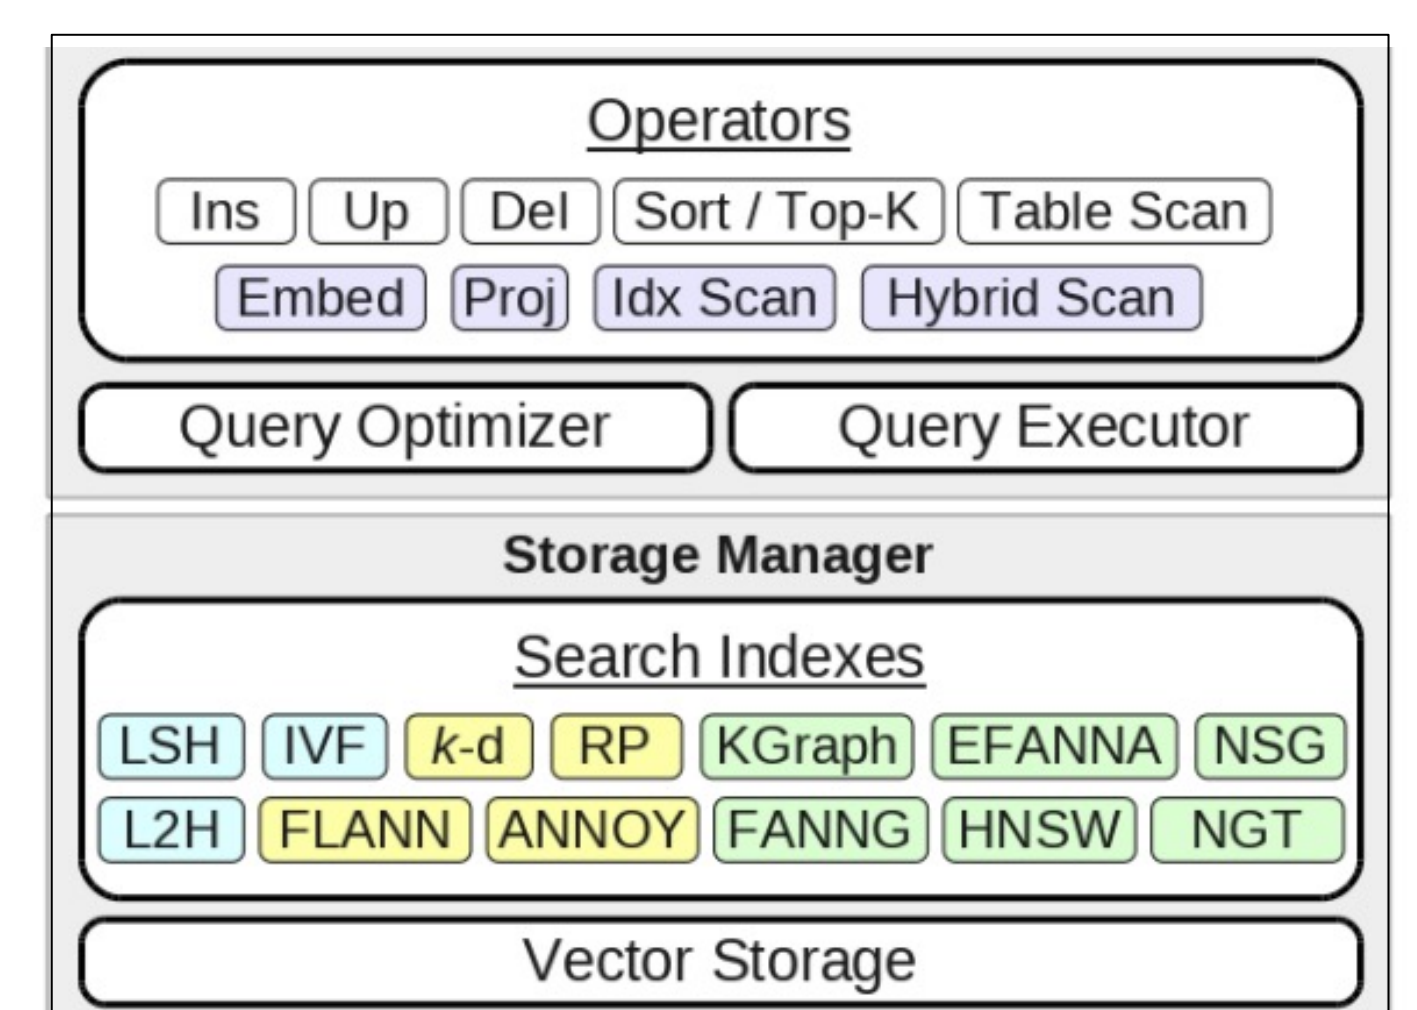 Operators
Ins Up Del Sort / Top-K Table Scan
Embed Proj Idx Scan Hybrid Scan
Query Optimizer Query Executor
Storage Manager
Search Indexes
LSH IVF k-d RP KGraph EFANNA NSG
L2H FLANN ANNOY FANNG HNSW NGT
Vector Storage